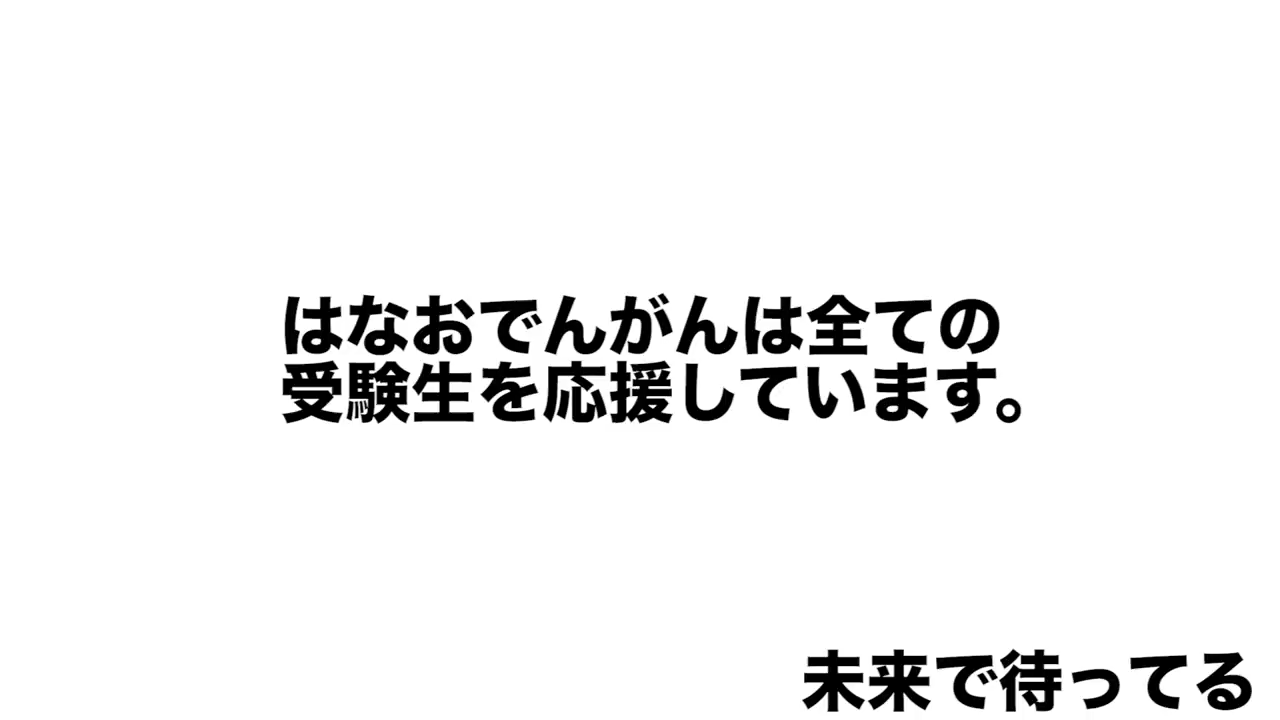 はなおでんがんは全ての
受験生を応援しています。
未来で待ってる